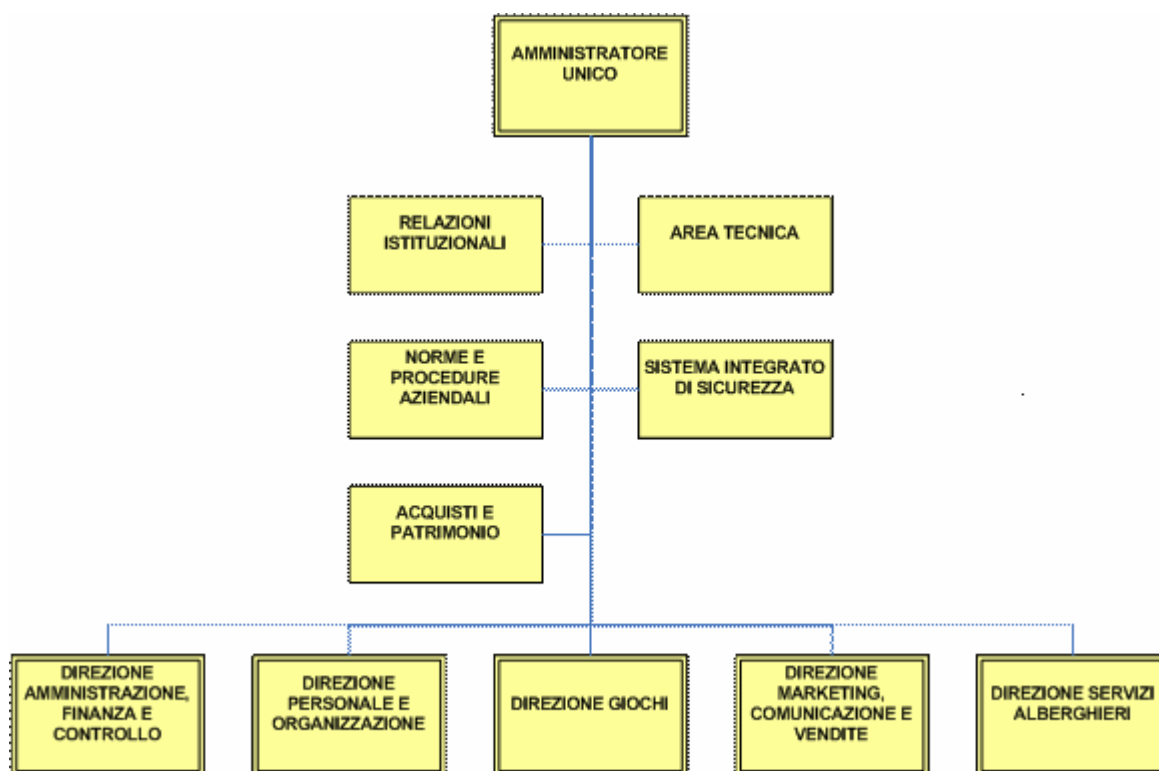 AMMINISTRATORE
UNICO
RELAZIONI
ISTITUZIONALI
AREA TECNICA
NORME E
PROCEDURE
AZIENDALI
SISTEMA INTEGRATO
DI SICUREZZA
ACQUISTI E
PATRIMONIO
DIREZIONE
AMMINISTRAZIONE,
FINANZA E
CONTROLLO
DIREZIONE
PERSONALE E
ORGANIZZAZIONE
DIREZIONE GIOCHI
DIREZIONE
MARKETING,
COMUNICAZIONE E
VENDITE
DIREZIONE SERVIZI
ALBERGHIERI